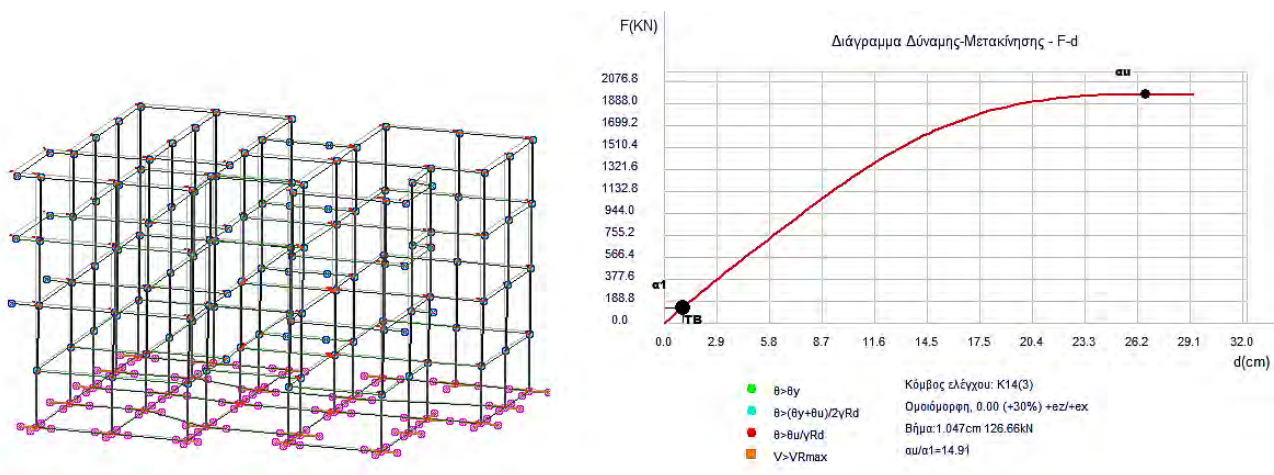 F(KN)
Διάγραμμα Δύναμης-Μετακίνησης - F-d
αu
2076.8
1888.0
1699.2
1510.4
1321.6
1132.8
944.0
755.2
566.4
377.6
α1
188.8
0.0
TB
0.0 2.9 5.8 8.7 11.6 14.5 17.5 20.4 23.3 26.2 29.1 32.0
d(cm)
θ>θy
θ>(θy+θu)/2γRd
θ>θu/γRd
V>VRmax
Κόμβος ελέγχου: K14(3)
Ομοιόμορφη, 0.00 (+30%) +ez/+ex
Βήμα:1.047cm 126.66kN
αu/α1=14.91